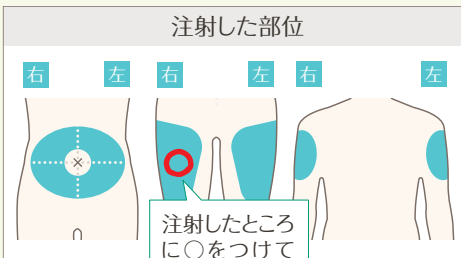 注射した部位
右 左 右 左 右 左
注射したところ
に○をつけて